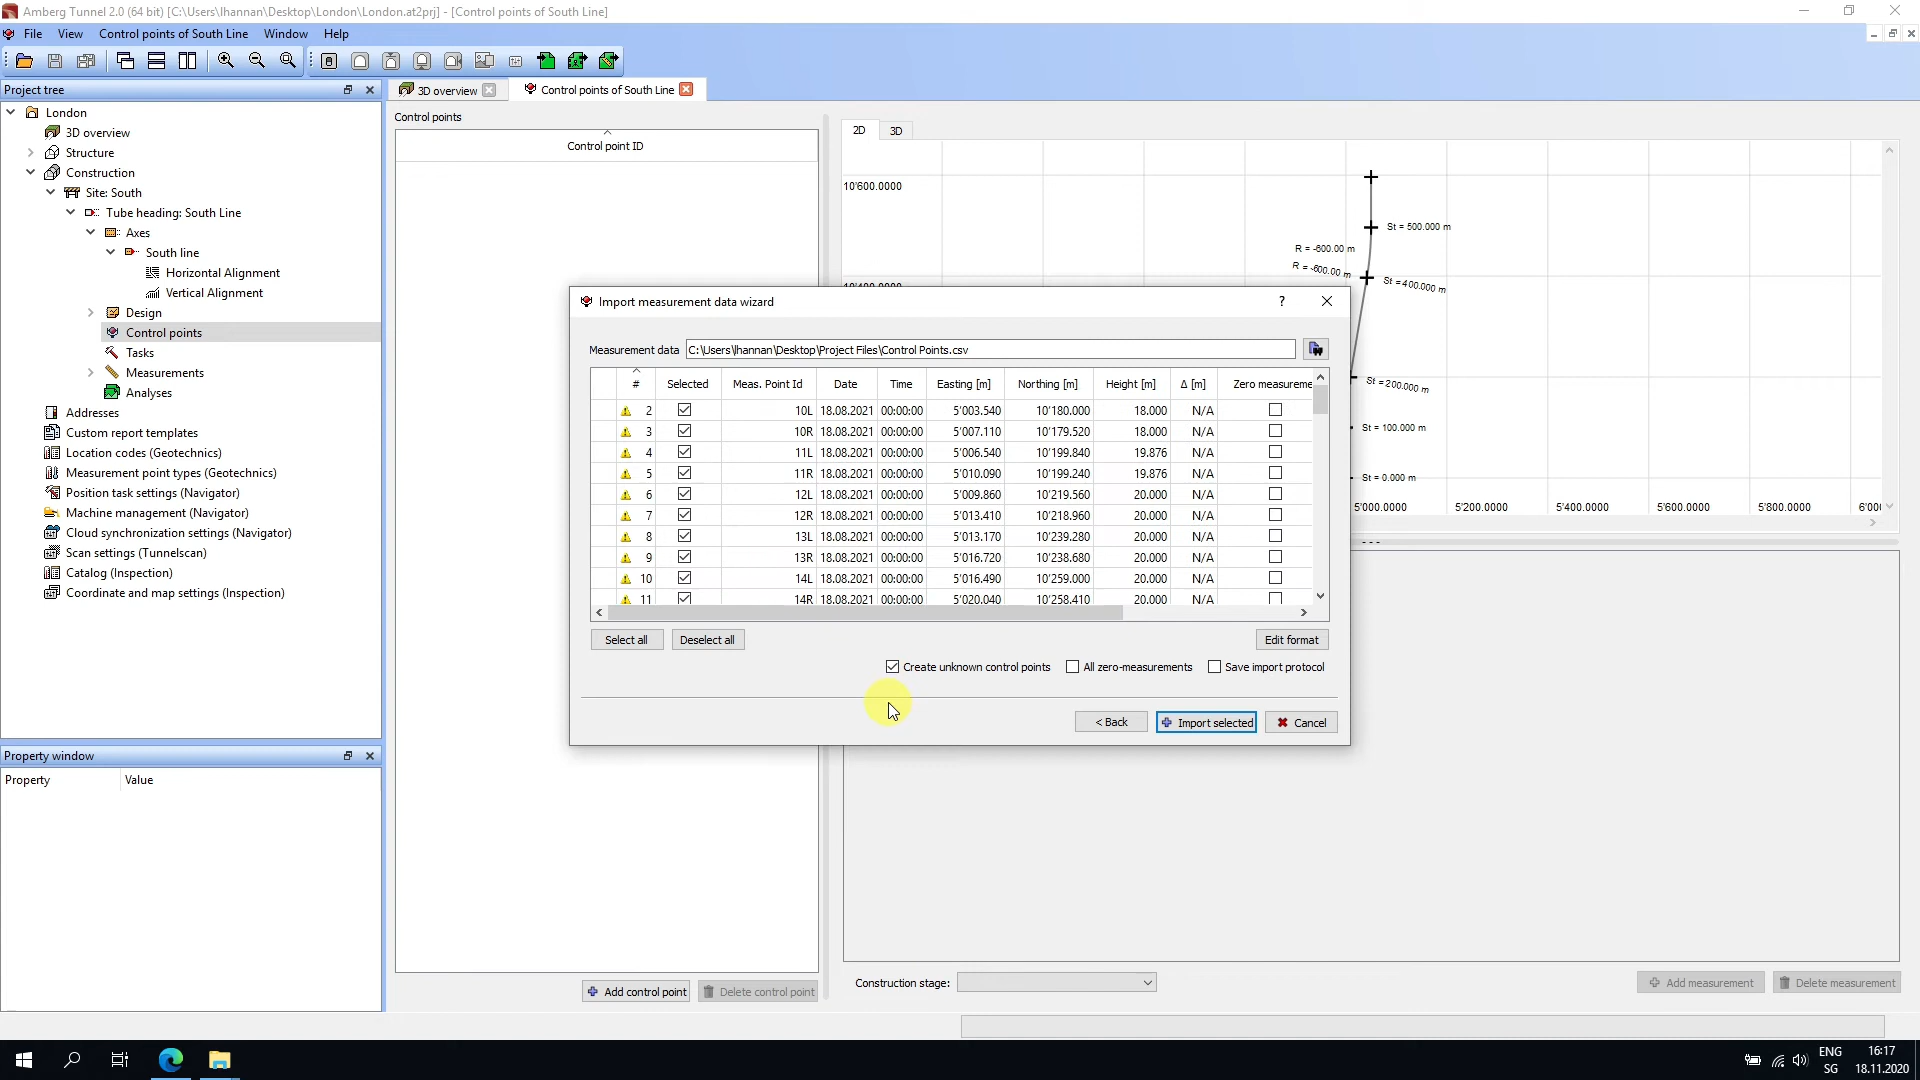 Amberg Tunnel 2.0 (64 bit) [C:\Users\lhannan\Desktop\London\London.at2prj] - [Control points of South Line]
File View Control points of South Line Window Help
Project tree
3D overview
Control points of South Line
London
3D overview
Structure
Construction
Site: South
Tube heading: South Line
Axes
South line
Horizontal Alignment
Vertical Alignment
Design
Control points
Tasks
Measurements
Analyses
Addresses
Custom report templates
Location codes (Geotechnics)
Measurement point types (Geotechnics)
Position task settings (Navigator)
Machine management (Navigator)
Cloud synchronization settings (Navigator)
Scan settings (Tunnelscan)
Catalog (Inspection)
Coordinate and map settings (Inspection)
Property window
Property Value
Control points
Control point ID
Add control point Delete control point
2D 3D
10'600.0000
St = 500.000 m
R = -600.00 m
R = -600.00 m
St = 400.000 m
10'400.0000
St = 200.000 m
St = 100.000 m
St = 0.000 m
5'000.0000 5'200.0000 5'400.0000 5'600.0000 5'800.0000 6'00
Import measurement data wizard
Measurement data C:\Users\lhannan\Desktop\Project Files\Control Points.csv
# Selected Meas. Point Id Date Time Easting [m] Northing [m] Height [m] Δ [m] Zero measureme
2 10L 18.08.2021 00:00:00 5'003.540 10'180.000 18.000 N/A
3 10R 18.08.2021 00:00:00 5'007.110 10'179.520 18.000 N/A
4 11L 18.08.2021 00:00:00 5'006.540 10'199.840 19.876 N/A
5 11R 18.08.2021 00:00:00 5'010.090 10'199.240 19.876 N/A
6 12L 18.08.2021 00:00:00 5'009.860 10'219.560 20.000 N/A
7 12R 18.08.2021 00:00:00 5'013.410 10'218.960 20.000 N/A
8 13L 18.08.2021 00:00:00 5'013.170 10'239.280 20.000 N/A
9 13R 18.08.2021 00:00:00 5'016.720 10'238.680 20.000 N/A
10 14L 18.08.2021 00:00:00 5'016.490 10'259.000 20.000 N/A
11 14R 18.08.2021 00:00:00 5'020.040 10'258.410 20.000 N/A
Select all Deselect all Edit format
Create unknown control points All zero-measurements Save import protocol
< Back Import selected Cancel
Construction stage: Add measurement Delete measurement
ENG
SG
16:17
18.11.2020